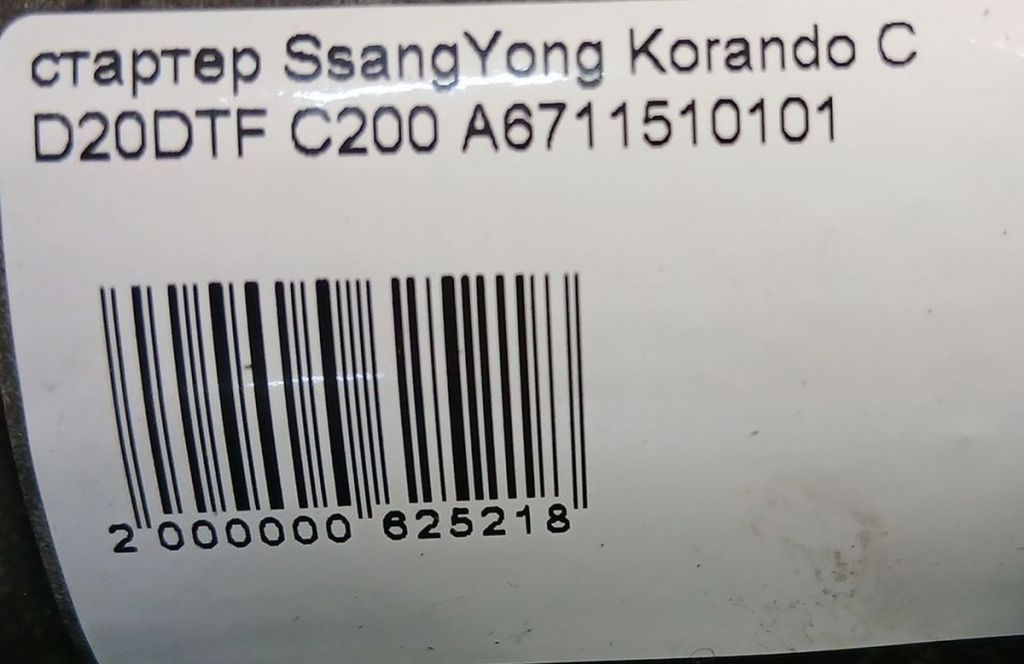 стартер SsangYong Korando C
D20DTF C200 A6711510101
2 000000 625218